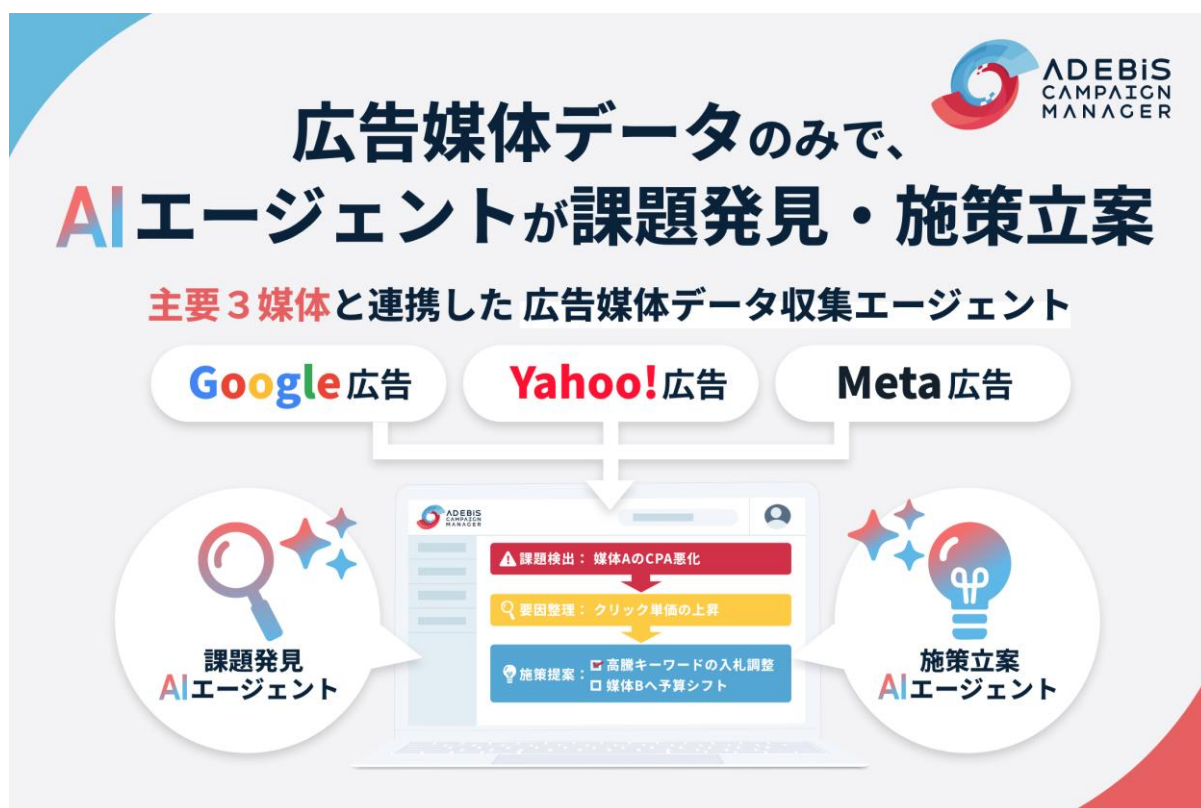 ADEBiS
CAMPAIGN
MANAGER
広告媒体データのみで、
AIエージェントが課題発見・施策立案
主要３媒体と連携した 広告媒体データ収集エージェント
Google広告
Yahoo!広告
Meta広告
ADEBiS
CAMPAIGN
MANAGER
課題検出： 媒体AのCPA悪化
要因整理： クリック単価の上昇
施策提案： 高騰キーワードの入札調整
媒体Bへ予算シフト
課題発見
AIエージェント
施策立案
AIエージェント